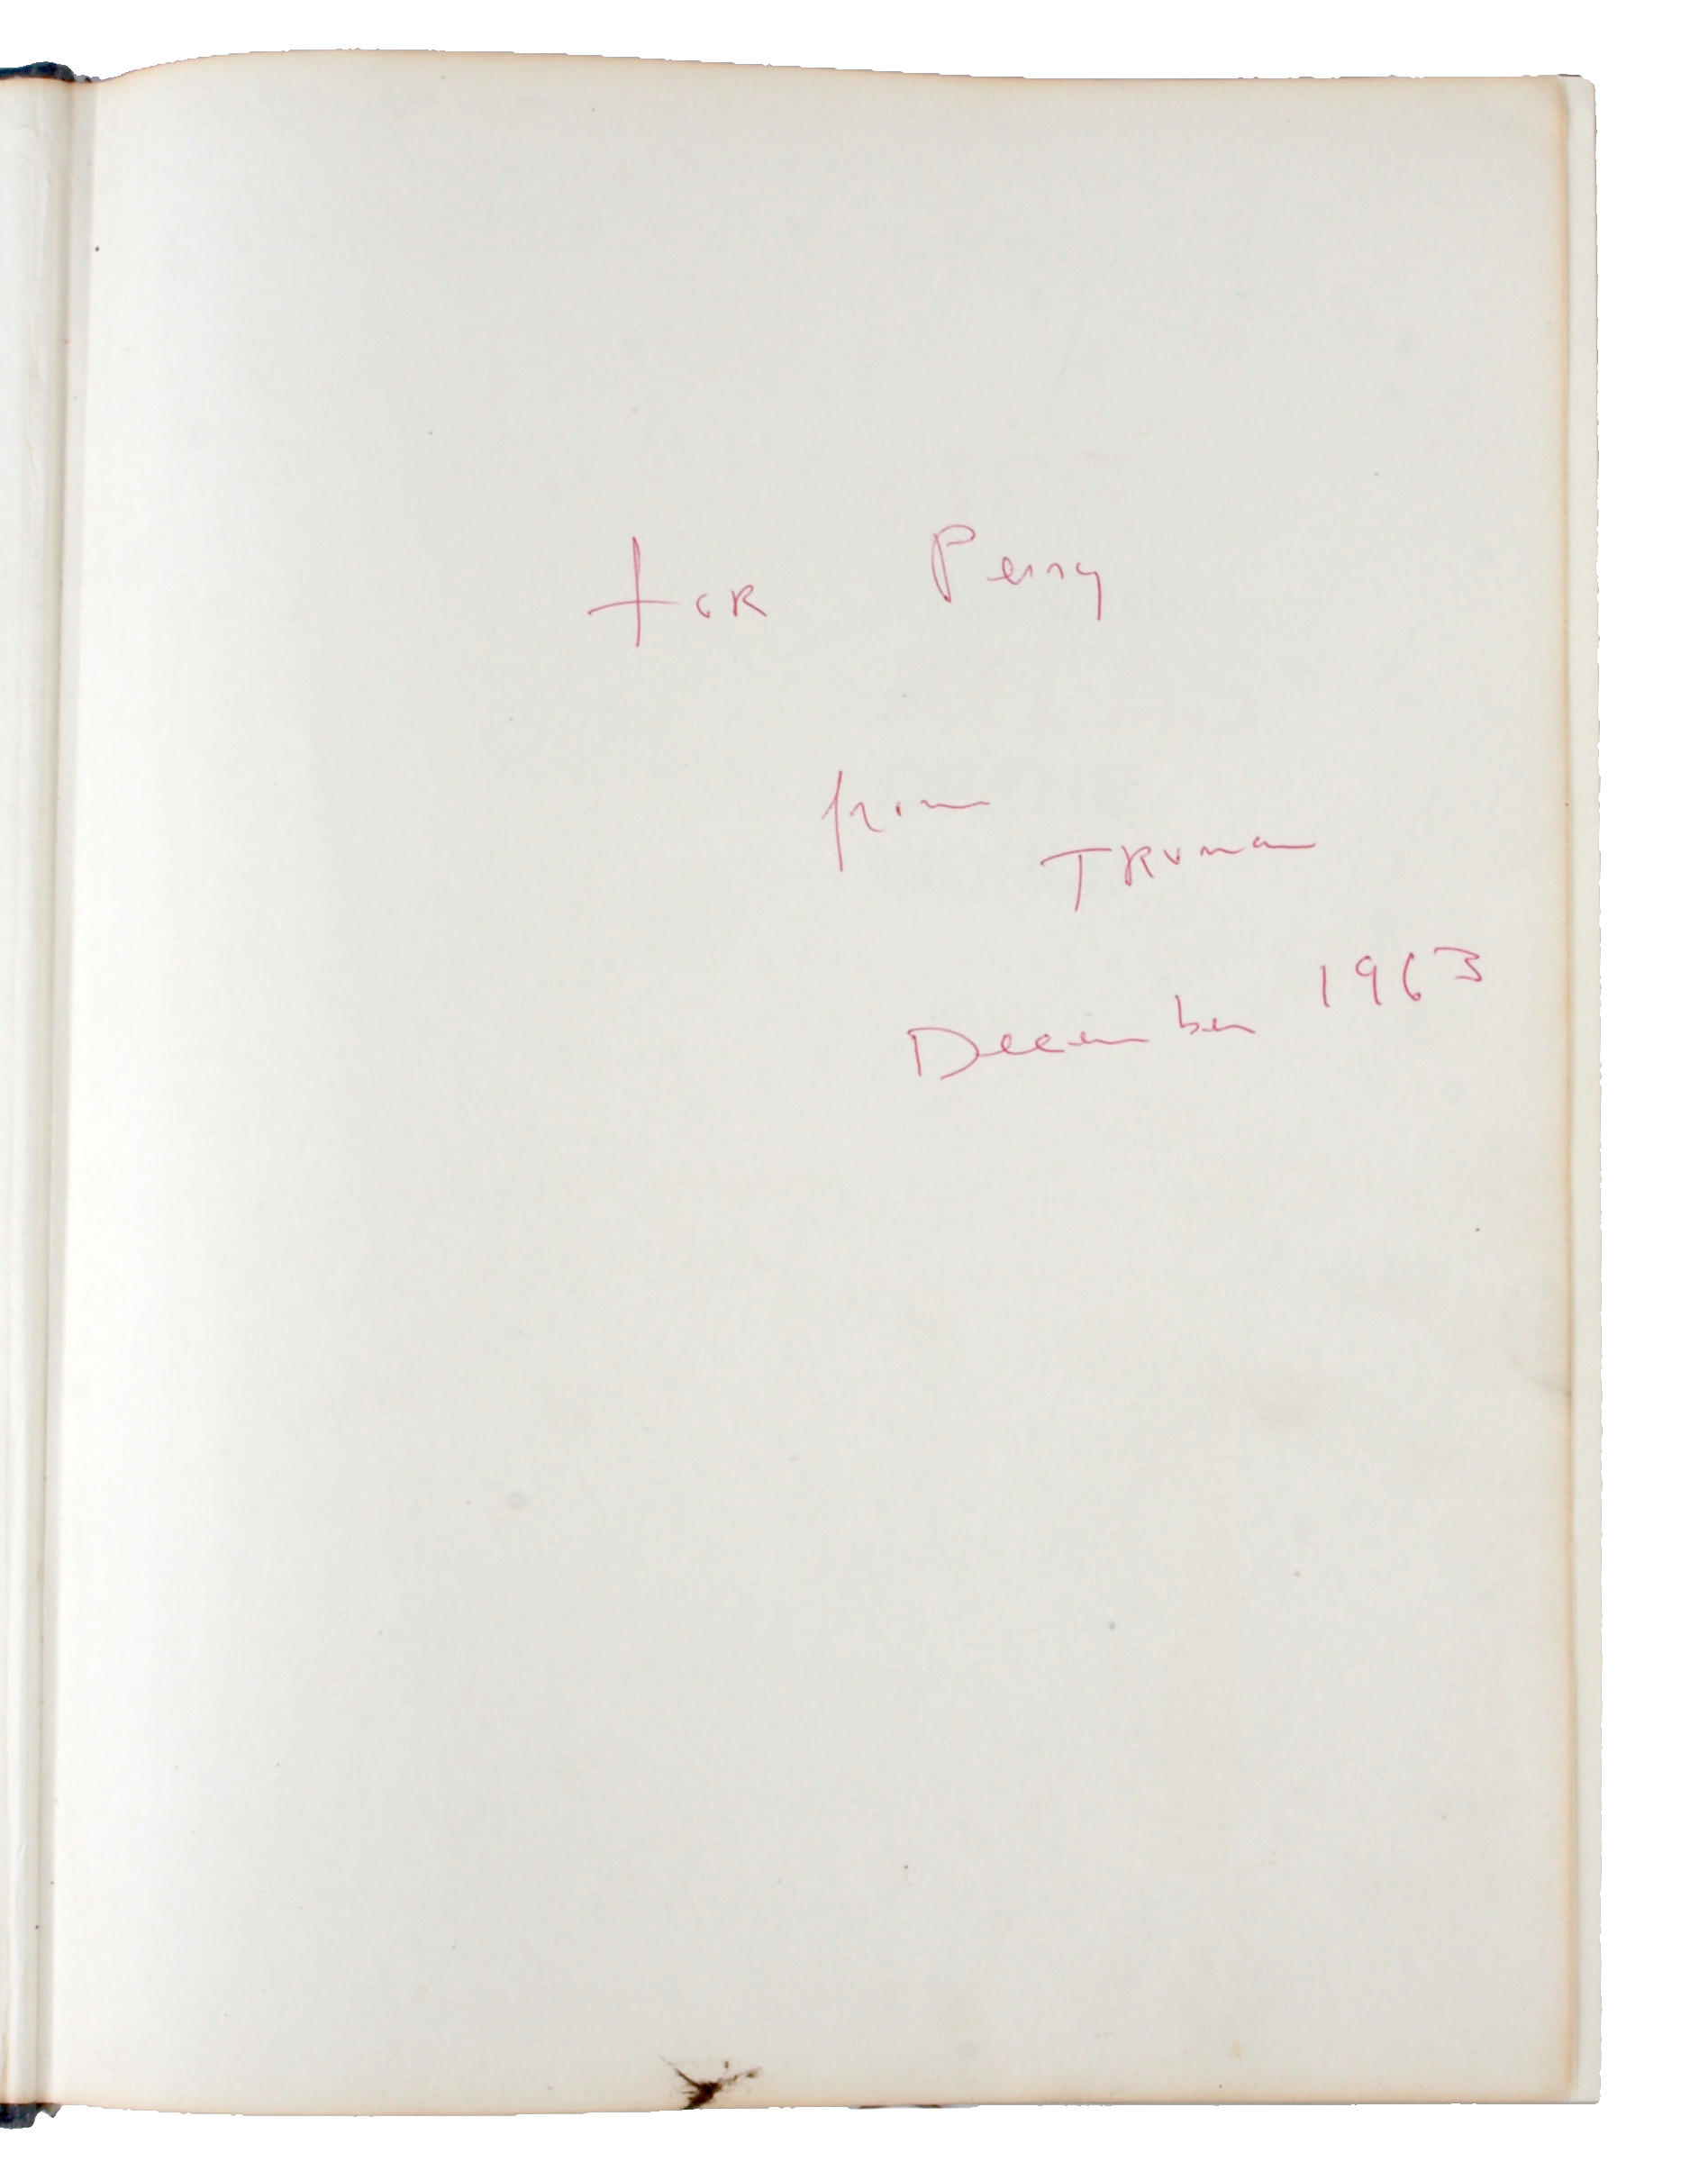 for Perry
from
Truman
December 1963